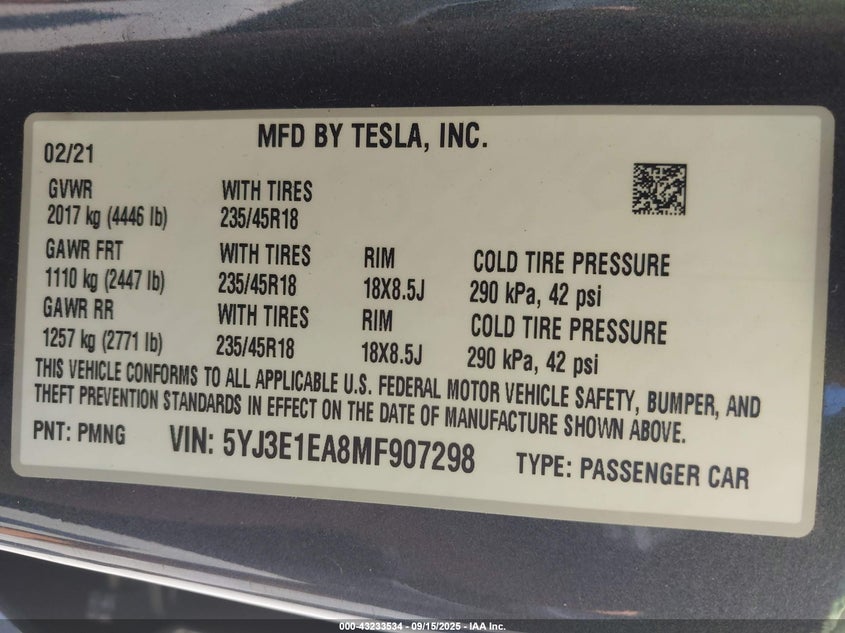 MFD BY TESLA, INC.
02/21
GVWR WITH TIRES
2017 kg (4446 lb) 235/45R18
GAWR FRT WITH TIRES RIM COLD TIRE PRESSURE
1110 kg (2447 lb) 235/45R18 18X8.5J 290 kPa, 42 psi
GAWR RR WITH TIRES RIM COLD TIRE PRESSURE
1257 kg (2771 lb) 235/45R18 18X8.5J 290 kPa, 42 psi
THIS VEHICLE CONFORMS TO ALL APPLICABLE U.S. FEDERAL MOTOR VEHICLE SAFETY, BUMPER, AND
THEFT PREVENTION STANDARDS IN EFFECT ON THE DATE OF MANUFACTURE SHOWN ABOVE.
PNT: PMNG VIN: 5YJ3E1EA8MF907298 TYPE: PASSENGER CAR
000-43233534 - 09/15/2025 - IAA Inc.